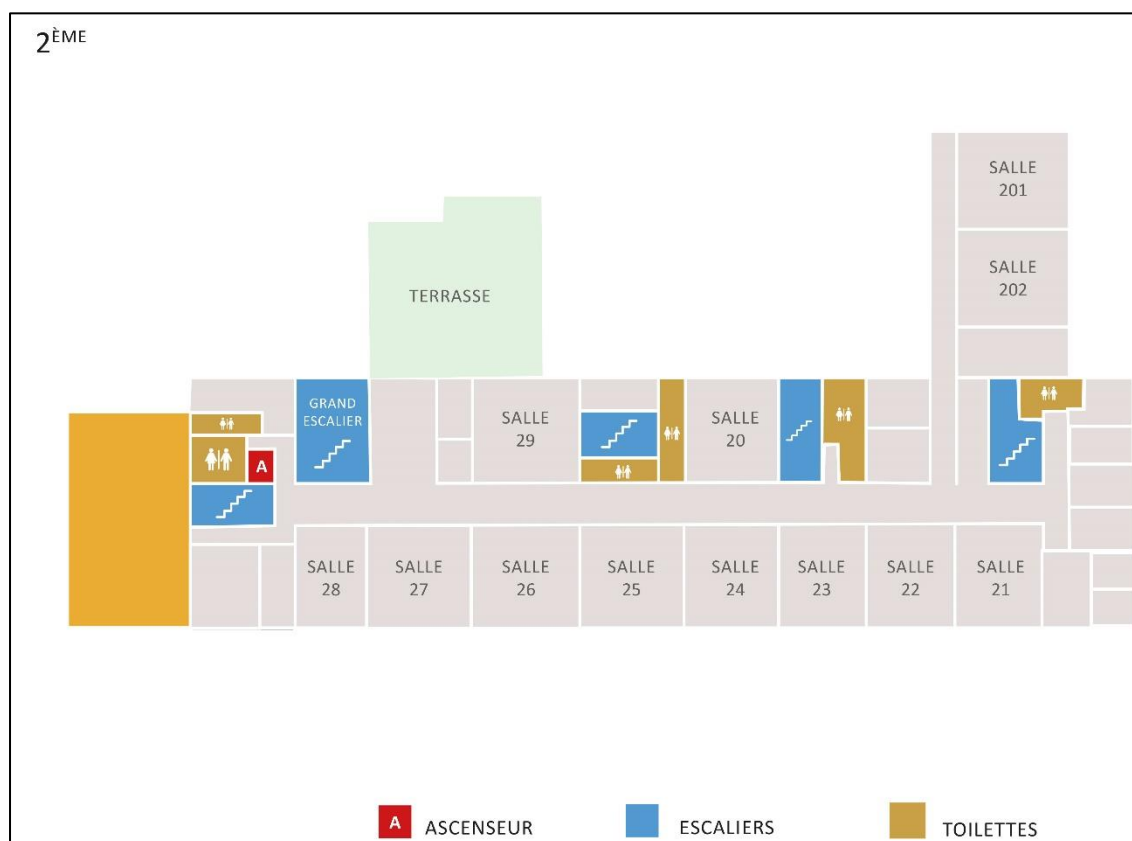 2ÈME
SALLE
201
SALLE
202
TERRASSE
GRAND
ESCALIER
SALLE
29
SALLE
20
A
SALLE
28
SALLE
27
SALLE
26
SALLE
25
SALLE
24
SALLE
23
SALLE
22
SALLE
21
A ASCENSEUR
ESCALIERS
TOILETTES